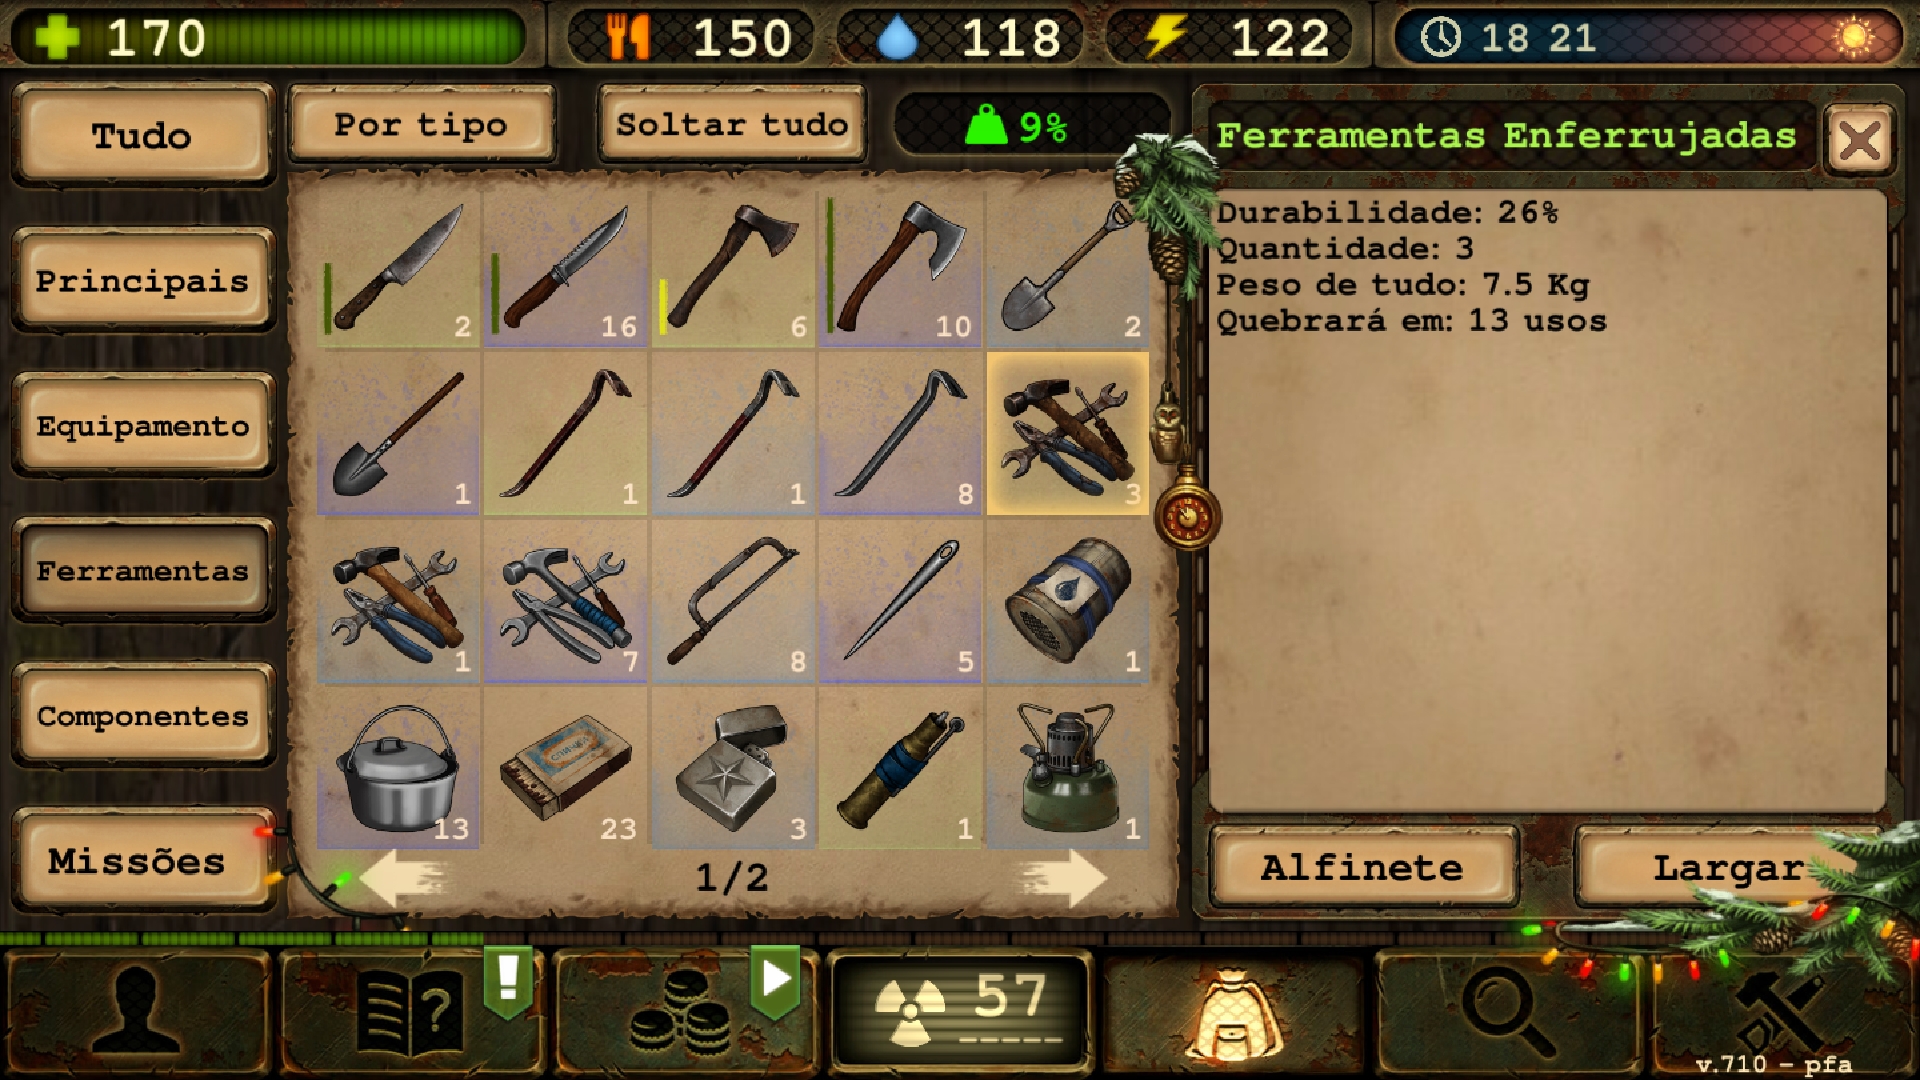 170
150
118
122
18 21
Tudo
Por tipo
Soltar tudo
9%
Ferramentas Enferrujadas
Principais
Equipamento
Ferramentas
Componentes
Missões
2
16
6
10
2
1
1
1
8
3
1
7
8
5
1
13
23
3
1
1
1/2
Durabilidade: 26%
Quantidade: 3
Peso de tudo: 7.5 Kg
Quebrará em: 13 usos
Alfinete
Largar
57
v.710 - pfa